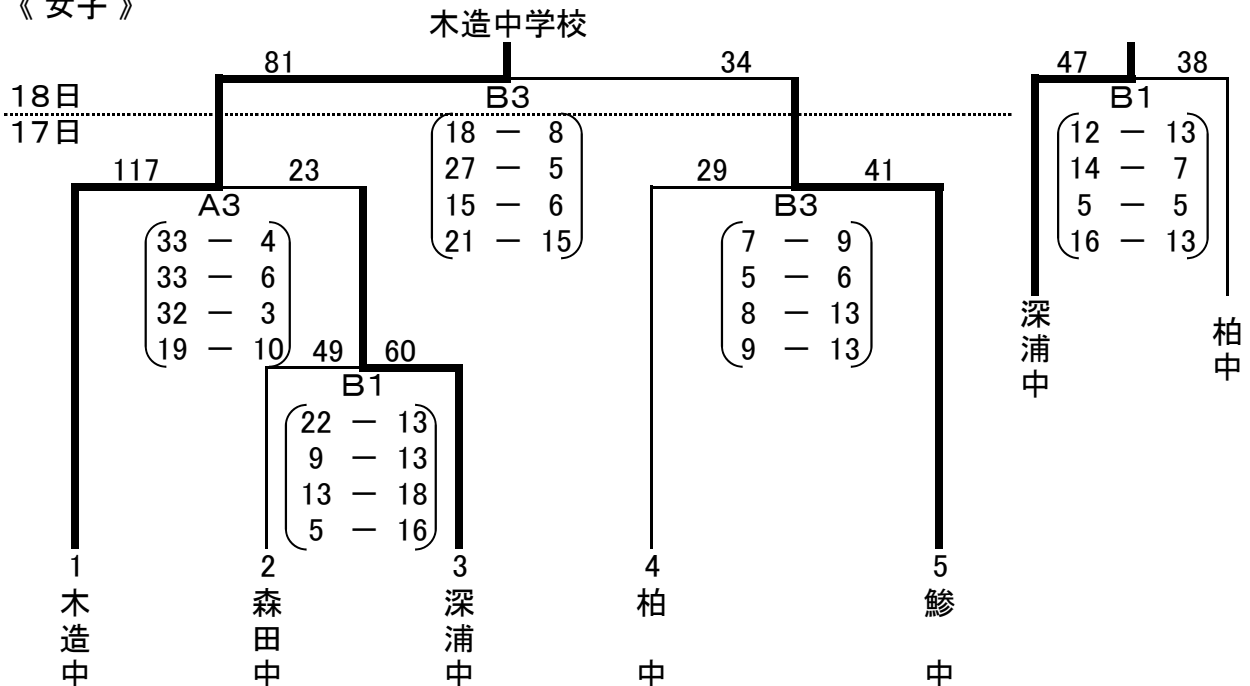 《 女子 》
木造中学校
81 34
47 38
18日
B3
B1
17日
18 － 8
27 － 5
15 － 6
21 － 15
12 － 13
14 － 7
5 － 5
16 － 13
117 23
29 41
A3
B3
33 － 4
33 － 6
32 － 3
19 － 10
7 － 9
5 － 6
8 － 13
9 － 13
深浦中
柏中
49 60
B1
22 － 13
9 － 13
13 － 18
5 － 16
1
木造中
2
森田中
3
深浦中
4
柏 中
5
鯵 中